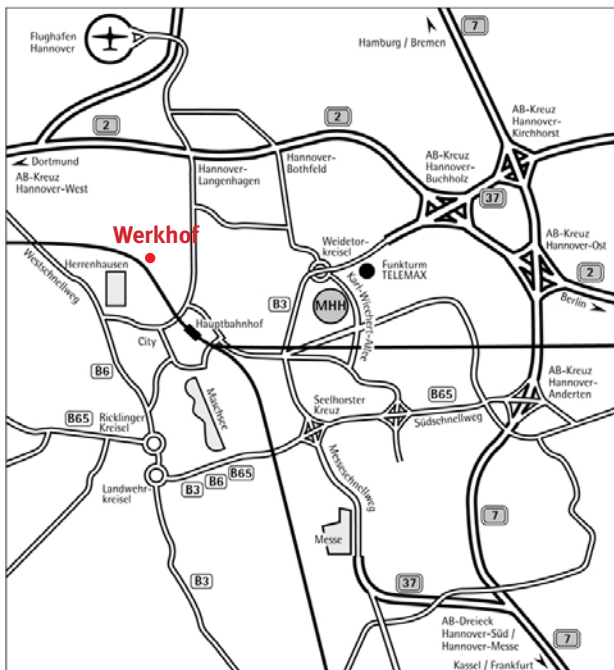 Flughafen
Hannover
7
Hamburg / Bremen
AB-Kreuz
Hannover-
Kirchhorst
2
2
Dortmund
AB-Kreuz
Hannover-West
Hannover-
Langenhagen
Hannover-
Bothfeld
AB-Kreuz
Hannover-
Buchholz
37
Werkhof
Weidetor-
kreisel
AB-Kreuz
Hannover-Ost
Westschnellweg
Herrenhausen
Funkturm
TELEMAX
2
Berlin
B3
MHH
Karl-Wiechert-Allee
Hauptbahnhof
City
B6
AB-Kreuz
Hannover-
Anderten
B65
Ricklinger
Kreisel
Maschsee
Seelhorster
Kreuz
B65
Südschnellweg
Landwehr-
kreisel
B3
B6
B65
Messeschnellweg
7
Messe
B3
37
AB-Dreieck
Hannover-Süd /
Hannover-Messe
7
Kassel / Frankfurt